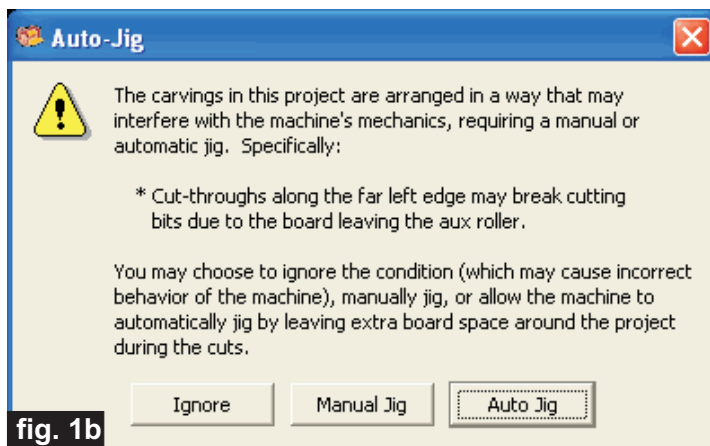 Auto-Jig
The carvings in this project are arranged in a way that may
interfere with the machine's mechanics, requiring a manual or
automatic jig.  Specifically:
* Cut-throughs along the far left edge may break cutting
bits due to the board leaving the aux roller.
You may choose to ignore the condition (which may cause incorrect
behavior of the machine), manually jig, or allow the machine to
automatically jig by leaving extra board space around the project
during the cuts.
Ignore Manual Jig Auto Jig
fig. 1b